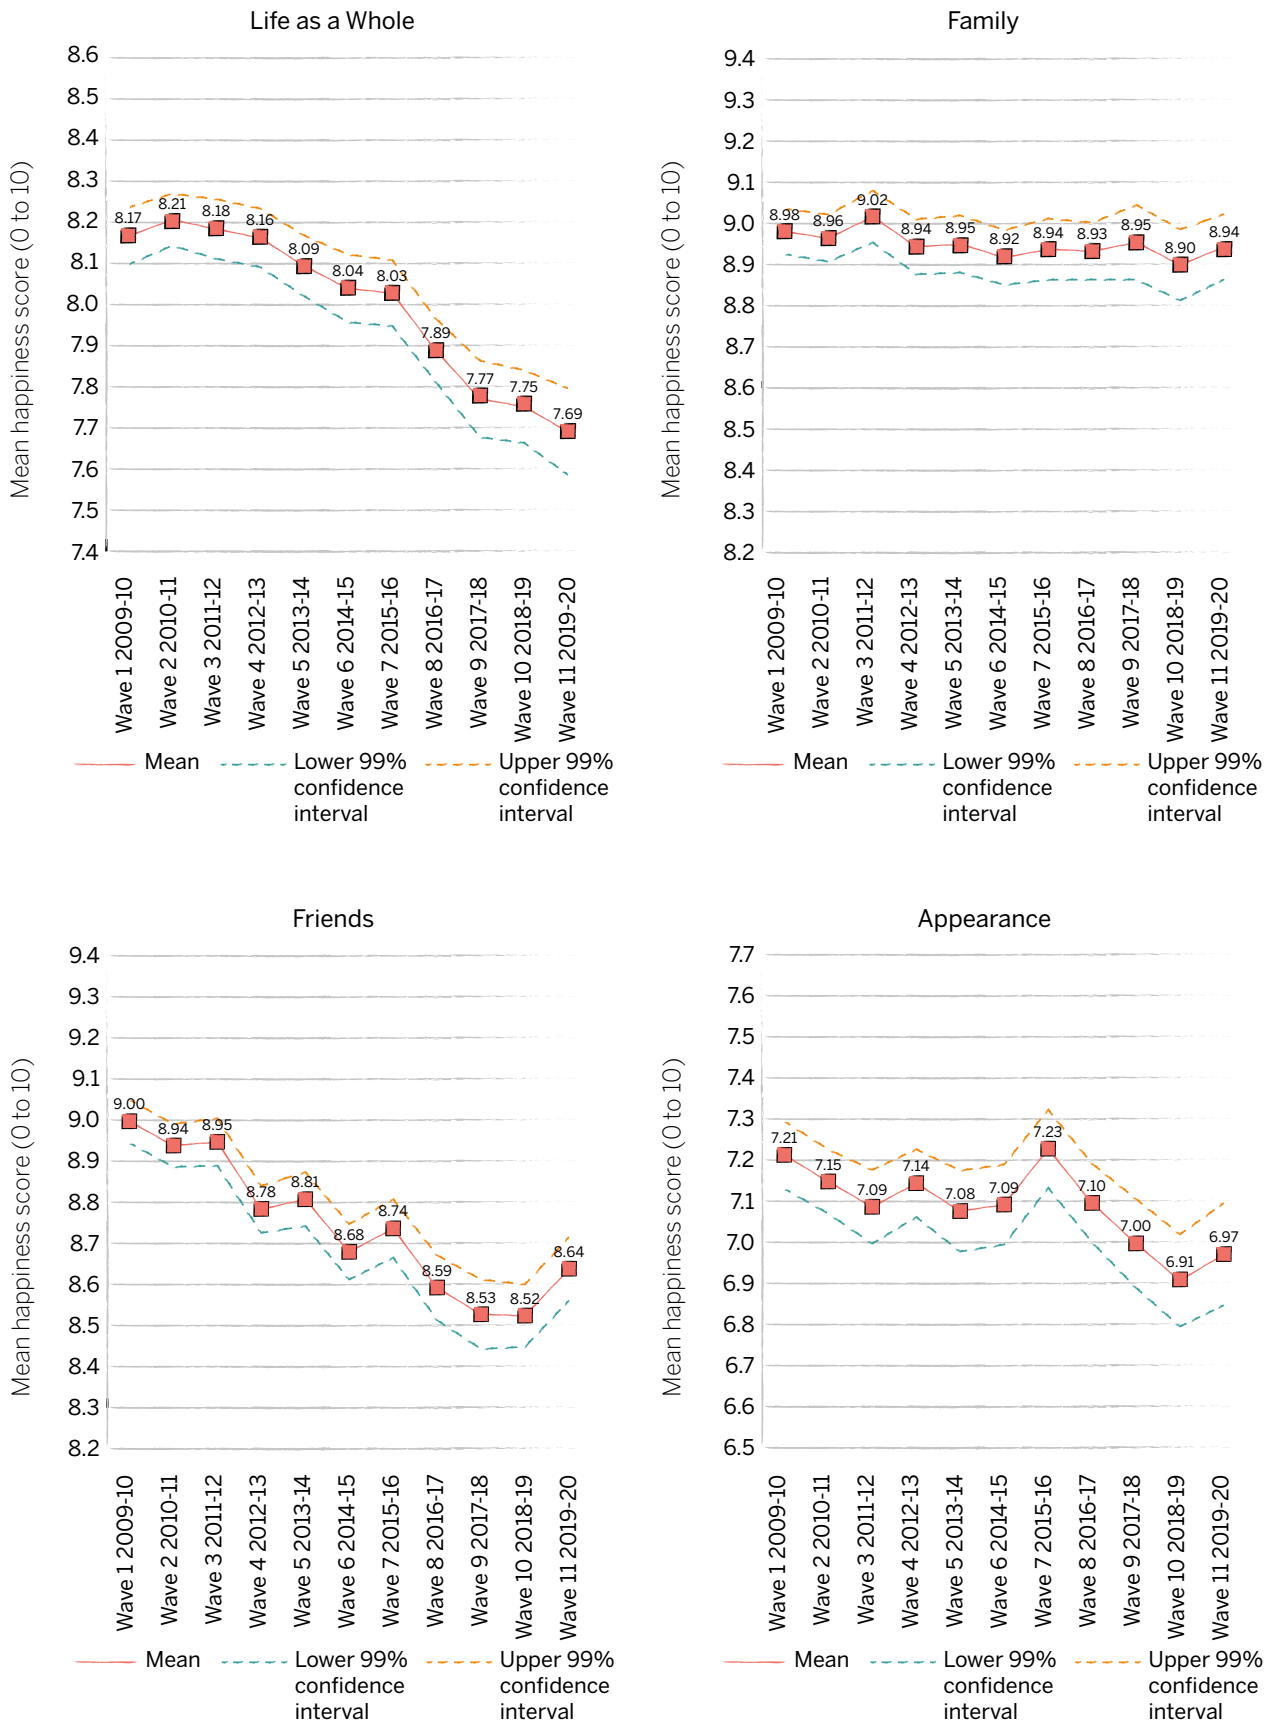 Life as a Whole
Mean happiness score (0 to 10)
8.6
8.5
8.4
8.3
8.2
8.1
8.0
7.9
7.8
7.7
7.6
7.5
7.4
8.17
8.21
8.18
8.16
8.09
8.04
8.03
7.89
7.77
7.75
7.69
Wave 1 2009-10
Wave 2 2010-11
Wave 3 2011-12
Wave 4 2012-13
Wave 5 2013-14
Wave 6 2014-15
Wave 7 2015-16
Wave 8 2016-17
Wave 9 2017-18
Wave 10 2018-19
Wave 11 2019-20
Mean
Lower 99%
confidence
interval
Upper 99%
confidence
interval
Family
Mean happiness score (0 to 10)
9.4
9.3
9.2
9.1
9.0
8.9
8.8
8.7
8.6
8.5
8.4
8.3
8.2
8.98
8.96
9.02
8.94
8.95
8.92
8.94
8.93
8.95
8.90
8.94
Wave 1 2009-10
Wave 2 2010-11
Wave 3 2011-12
Wave 4 2012-13
Wave 5 2013-14
Wave 6 2014-15
Wave 7 2015-16
Wave 8 2016-17
Wave 9 2017-18
Wave 10 2018-19
Wave 11 2019-20
Mean
Lower 99%
confidence
interval
Upper 99%
confidence
interval
Friends
Mean happiness score (0 to 10)
9.4
9.3
9.2
9.1
9.0
8.9
8.8
8.7
8.6
8.5
8.4
8.3
8.2
9.00
8.94
8.95
8.78
8.81
8.68
8.74
8.59
8.53
8.52
8.64
Wave 1 2009-10
Wave 2 2010-11
Wave 3 2011-12
Wave 4 2012-13
Wave 5 2013-14
Wave 6 2014-15
Wave 7 2015-16
Wave 8 2016-17
Wave 9 2017-18
Wave 10 2018-19
Wave 11 2019-20
Mean
Lower 99%
confidence
interval
Upper 99%
confidence
interval
Appearance
Mean happiness score (0 to 10)
7.7
7.6
7.5
7.4
7.3
7.2
7.1
7.0
6.9
6.8
6.7
6.6
6.5
7.21
7.15
7.09
7.14
7.08
7.09
7.23
7.10
7.00
6.91
6.97
Wave 1 2009-10
Wave 2 2010-11
Wave 3 2011-12
Wave 4 2012-13
Wave 5 2013-14
Wave 6 2014-15
Wave 7 2015-16
Wave 8 2016-17
Wave 9 2017-18
Wave 10 2018-19
Wave 11 2019-20
Mean
Lower 99%
confidence
interval
Upper 99%
confidence
interval